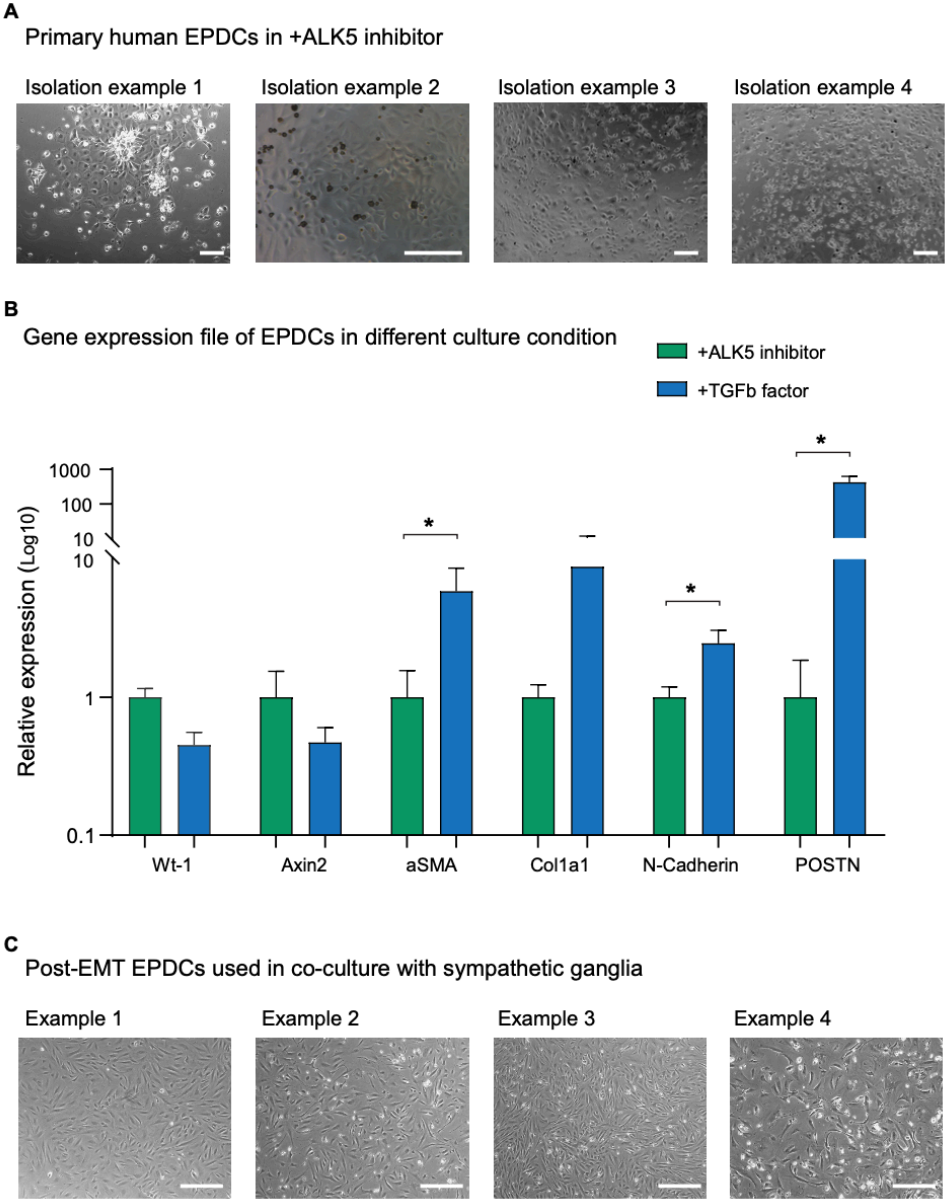 A
Primary human EPDCs in +ALK5 inhibitor
Isolation example 1
Isolation example 2
Isolation example 3
Isolation example 4
B
Gene expression file of EPDCs in different culture condition
+ALK5 inhibitor
+TGFb factor
Relative expression (Log10)
1000
100
10
10
1
0.1
*
*
*
Wt-1
Axin2
aSMA
Col1a1
N-Cadherin
POSTN
C
Post-EMT EPDCs used in co-culture with sympathetic ganglia
Example 1
Example 2
Example 3
Example 4